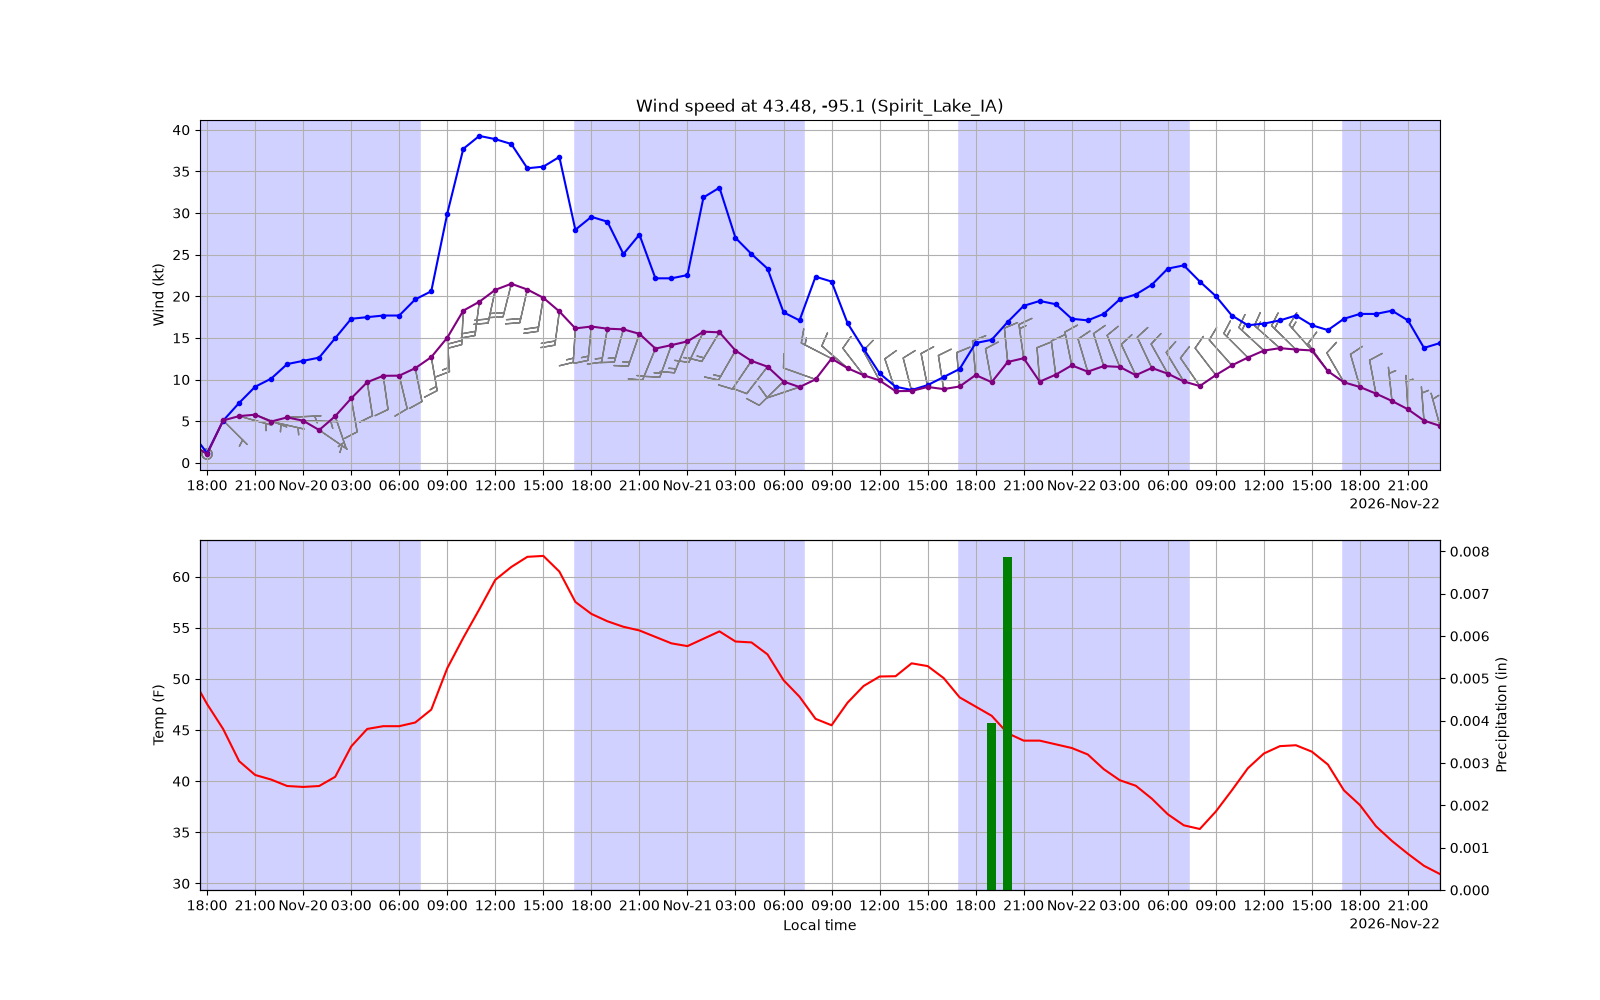 Wind speed at 43.48, -95.1 (Spirit_Lake_IA)
Wind (kt)
40
35
30
25
20
15
10
5
0
18:00 21:00 Nov-20 03:00 06:00 09:00 12:00 15:00 18:00 21:00 Nov-21 03:00 06:00 09:00 12:00 15:00 18:00 21:00 Nov-22 03:00 06:00 09:00 12:00 15:00 18:00 21:00
2026-Nov-22
Temp (F)
60
55
50
45
40
35
30
0.008
0.007
0.006
0.005
0.004
0.003
0.002
0.001
0.000
Precipitation (in)
18:00 21:00 Nov-20 03:00 06:00 09:00 12:00 15:00 18:00 21:00 Nov-21 03:00 06:00 09:00 12:00 15:00 18:00 21:00 Nov-22 03:00 06:00 09:00 12:00 15:00 18:00 21:00
Local time
2026-Nov-22